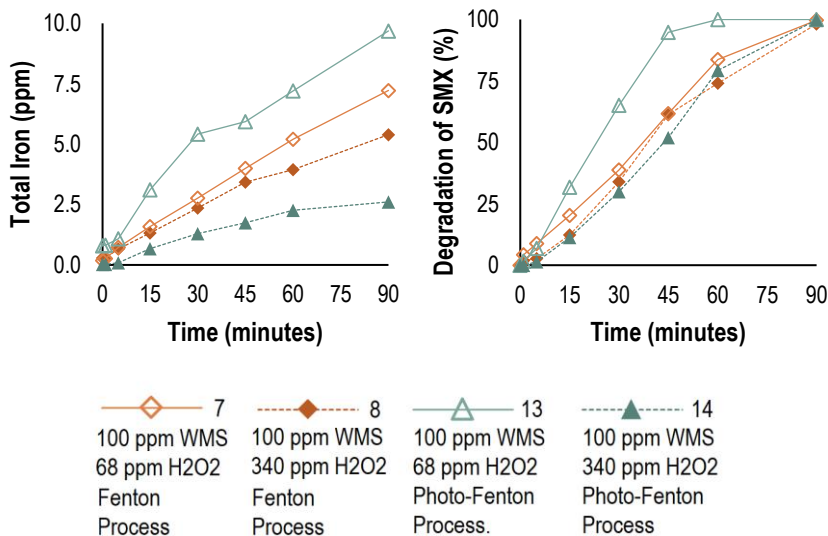 Total Iron (ppm)
10.0
7.5
5.0
2.5
0.0
0 15 30 45 60 75 90
Time (minutes)
Degradation of SMX (%)
100
75
50
25
0
0 15 30 45 60 75 90
Time (minutes)
7
100 ppm WMS
68 ppm H2O2
Fenton
Process
8
100 ppm WMS
340 ppm H2O2
Fenton
Process
13
100 ppm WMS
68 ppm H2O2
Photo-Fenton
Process.
14
100 ppm WMS
340 ppm H2O2
Photo-Fenton
Process